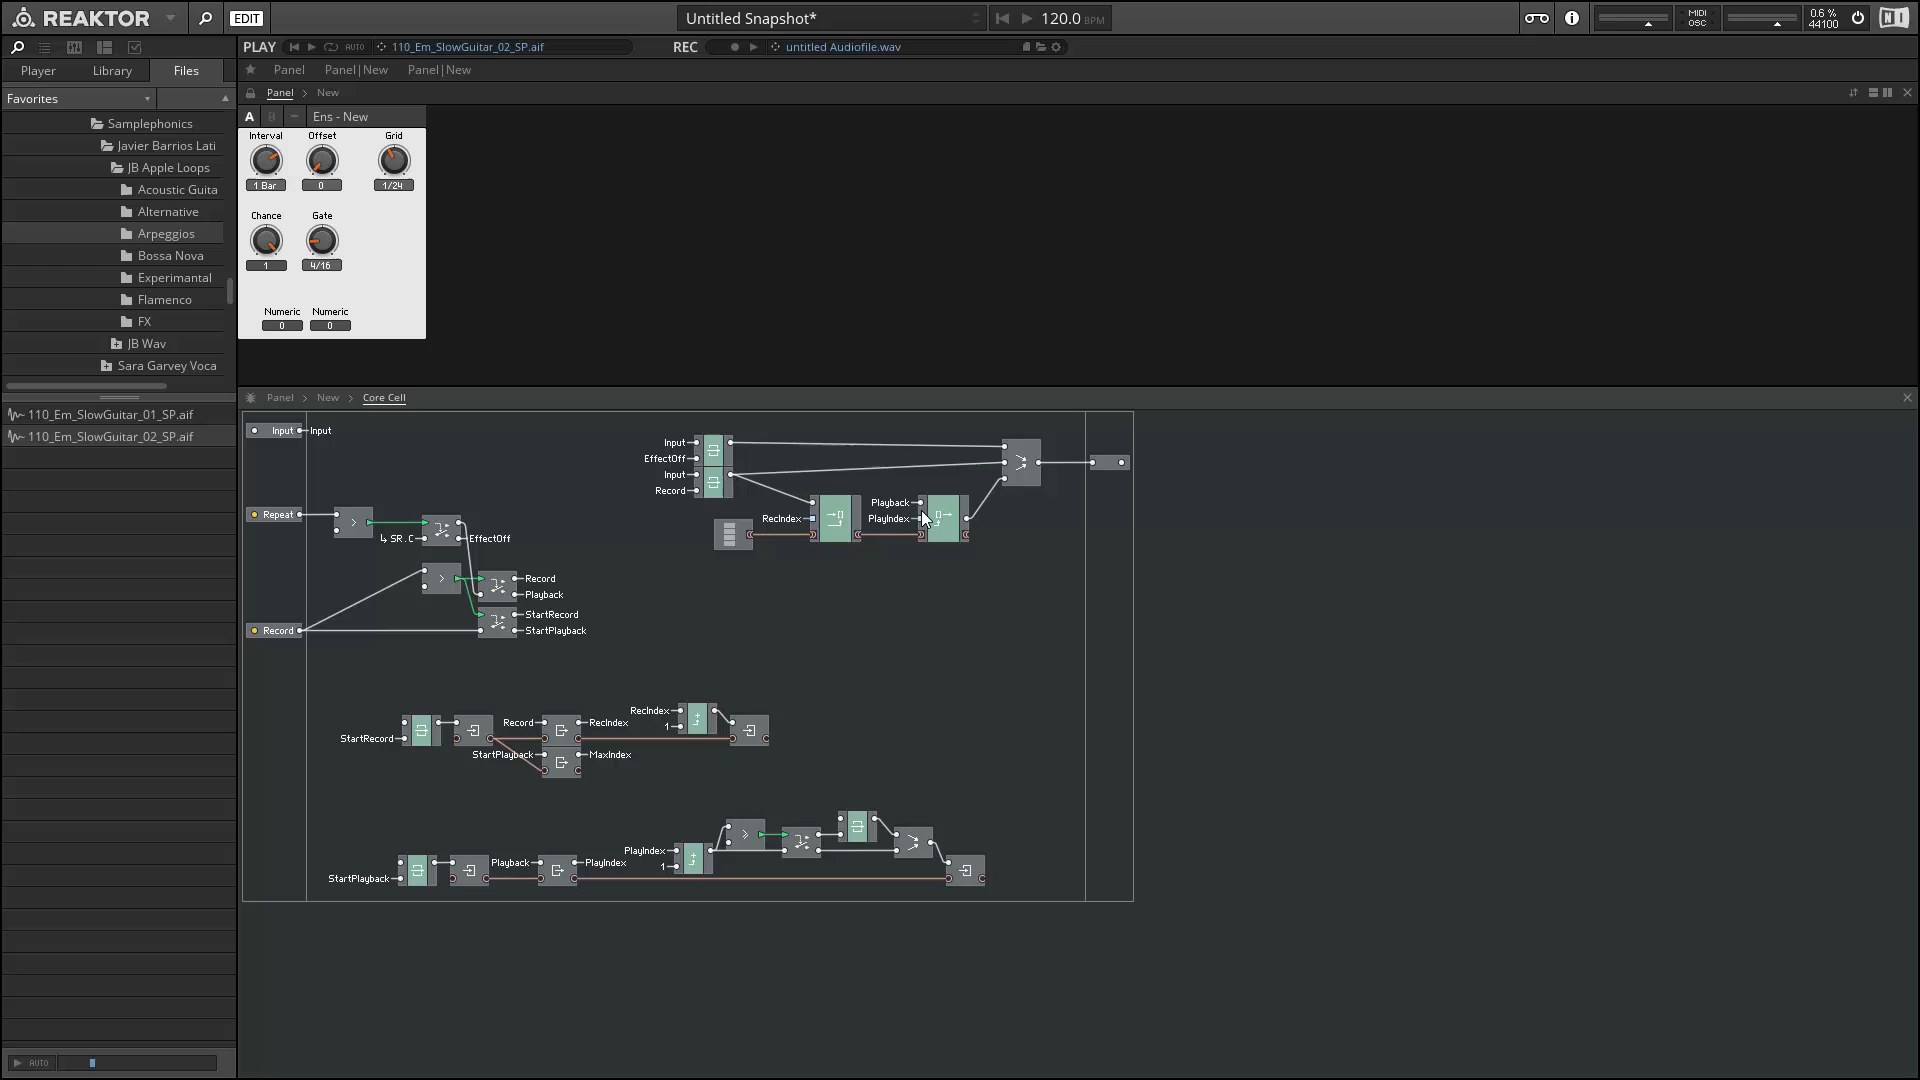 REAKTOR
EDIT
Untitled Snapshot*
120.0 BPM
MIDI
OSC
0.6 %
44100
NI
PLAY
AUTO
110_Em_SlowGuitar_02_SP.aif
REC
untitled Audiofile.wav
Player
Library
Files
Panel
Panel|New
Panel|New
Favorites
Panel
New
Samplephonics
Javier Barrios Lati
JB Apple Loops
Acoustic Guita
Alternative
Arpeggios
Bossa Nova
Experimantal
Flamenco
FX
JB Wav
Sara Garvey Voca
110_Em_SlowGuitar_01_SP.aif
110_Em_SlowGuitar_02_SP.aif
AUTO
A
B
Ens - New
Interval
Offset
Grid
1 Bar
0
1/24
Chance
Gate
1
4/16
Numeric
Numeric
0
0
Panel
New
Core Cell
Input
Input
Input
EffectOff
Input
Record
RecIndex
Playback
PlayIndex
Repeat
SR.C
EffectOff
Record
Playback
StartRecord
StartPlayback
Record
StartRecord
Record
RecIndex
StartPlayback
MaxIndex
RecIndex
1
StartPlayback
Playback
PlayIndex
PlayIndex
1